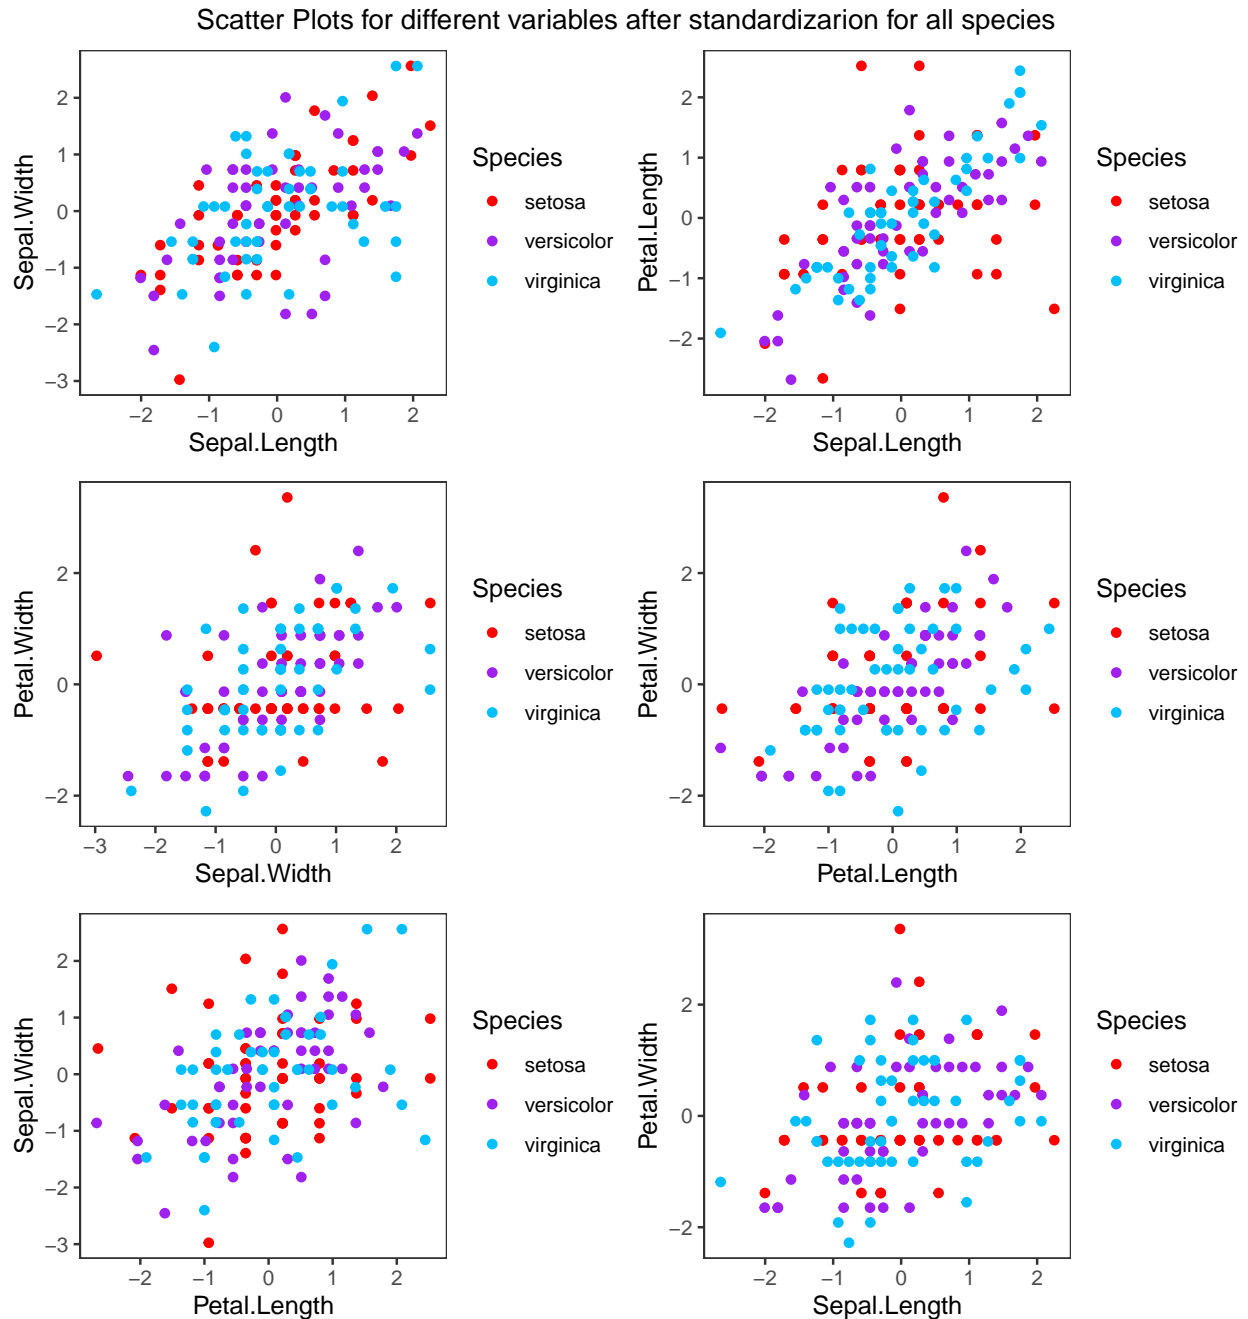 Scatter Plots for different variables after standardizarion for all species
Sepal.Width
2
1
0
−1
−2
−3
−2 −1 0 1 2
Sepal.Length
Species
setosa
versicolor
virginica
Petal.Length
2
1
0
−1
−2
−2 −1 0 1 2
Sepal.Length
Species
setosa
versicolor
virginica
Petal.Width
2
0
−2
−3 −2 −1 0 1 2
Sepal.Width
Species
setosa
versicolor
virginica
Petal.Width
2
0
−2
−2 −1 0 1 2
Petal.Length
Species
setosa
versicolor
virginica
Sepal.Width
2
1
0
−1
−2
−3
−2 −1 0 1 2
Petal.Length
Species
setosa
versicolor
virginica
Petal.Width
2
0
−2
−2 −1 0 1 2
Sepal.Length
Species
setosa
versicolor
virginica